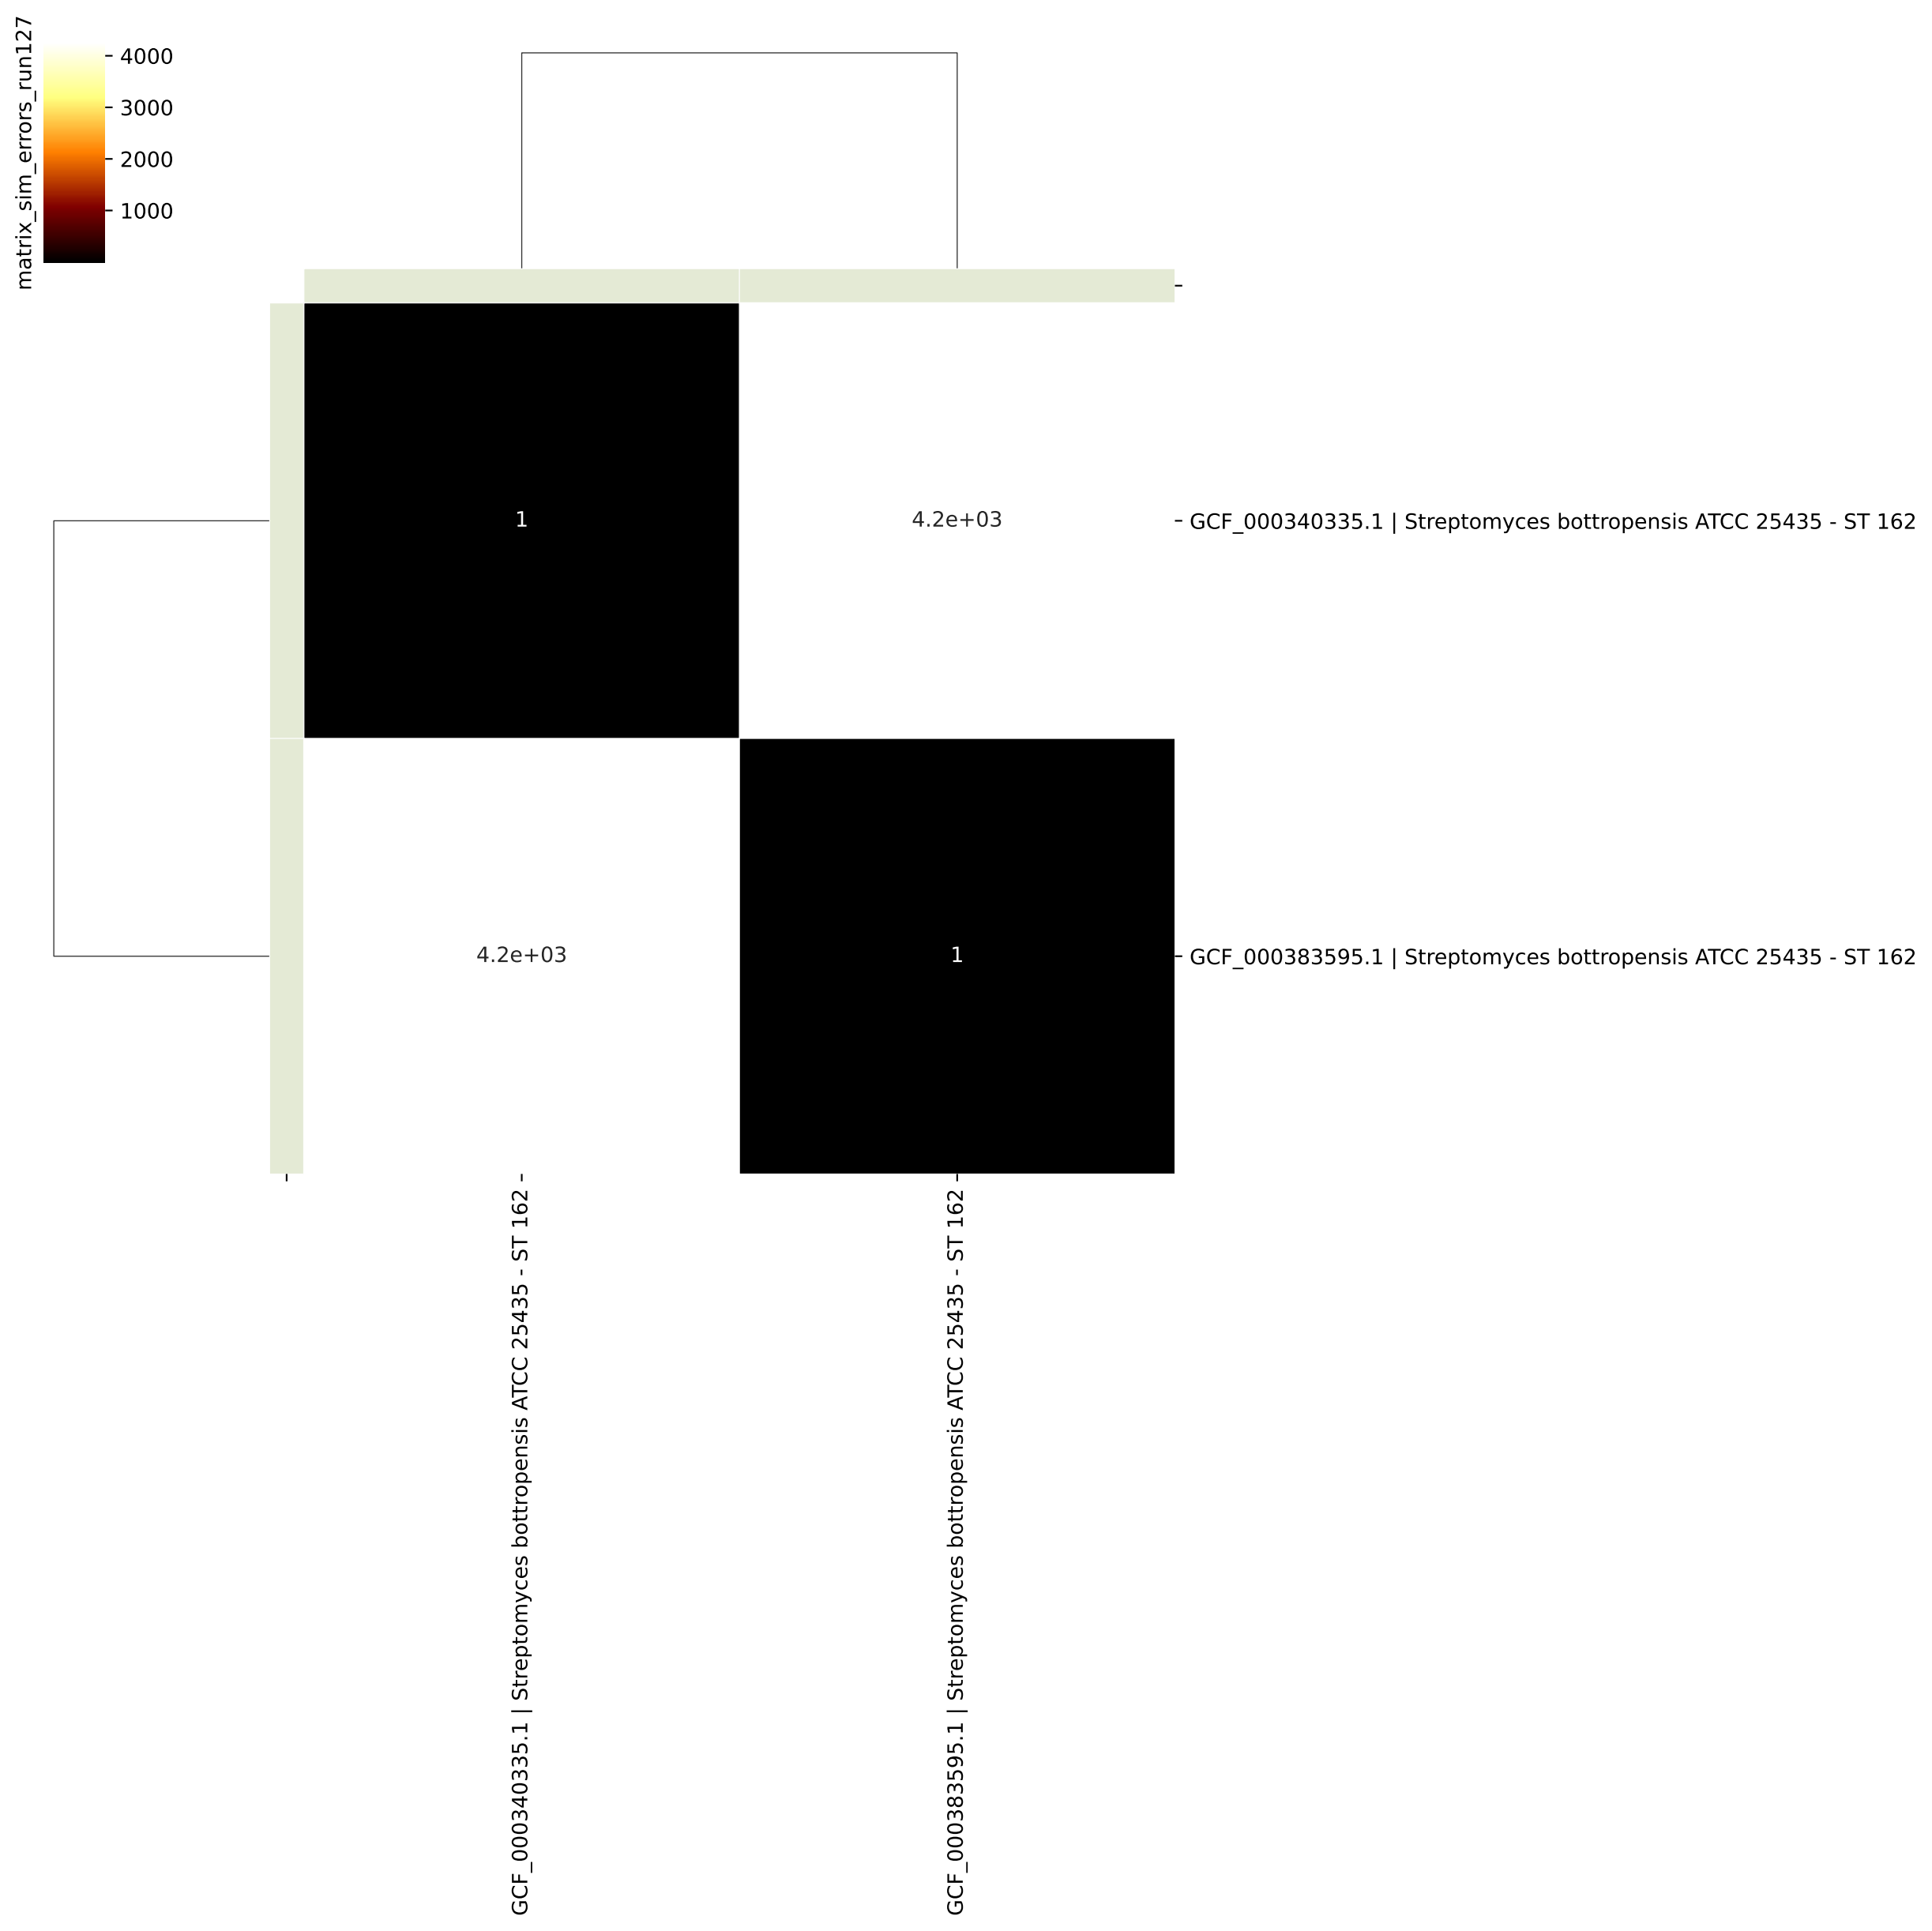 matrix_sim_errors_run127
4000
3000
2000
1000
1
4.2e+03
GCF_000340335.1 | Streptomyces bottropensis ATCC 25435 - ST 162
4.2e+03
1
GCF_000383595.1 | Streptomyces bottropensis ATCC 25435 - ST 162
GCF_000340335.1 | Streptomyces bottropensis ATCC 25435 - ST 162
GCF_000383595.1 | Streptomyces bottropensis ATCC 25435 - ST 162